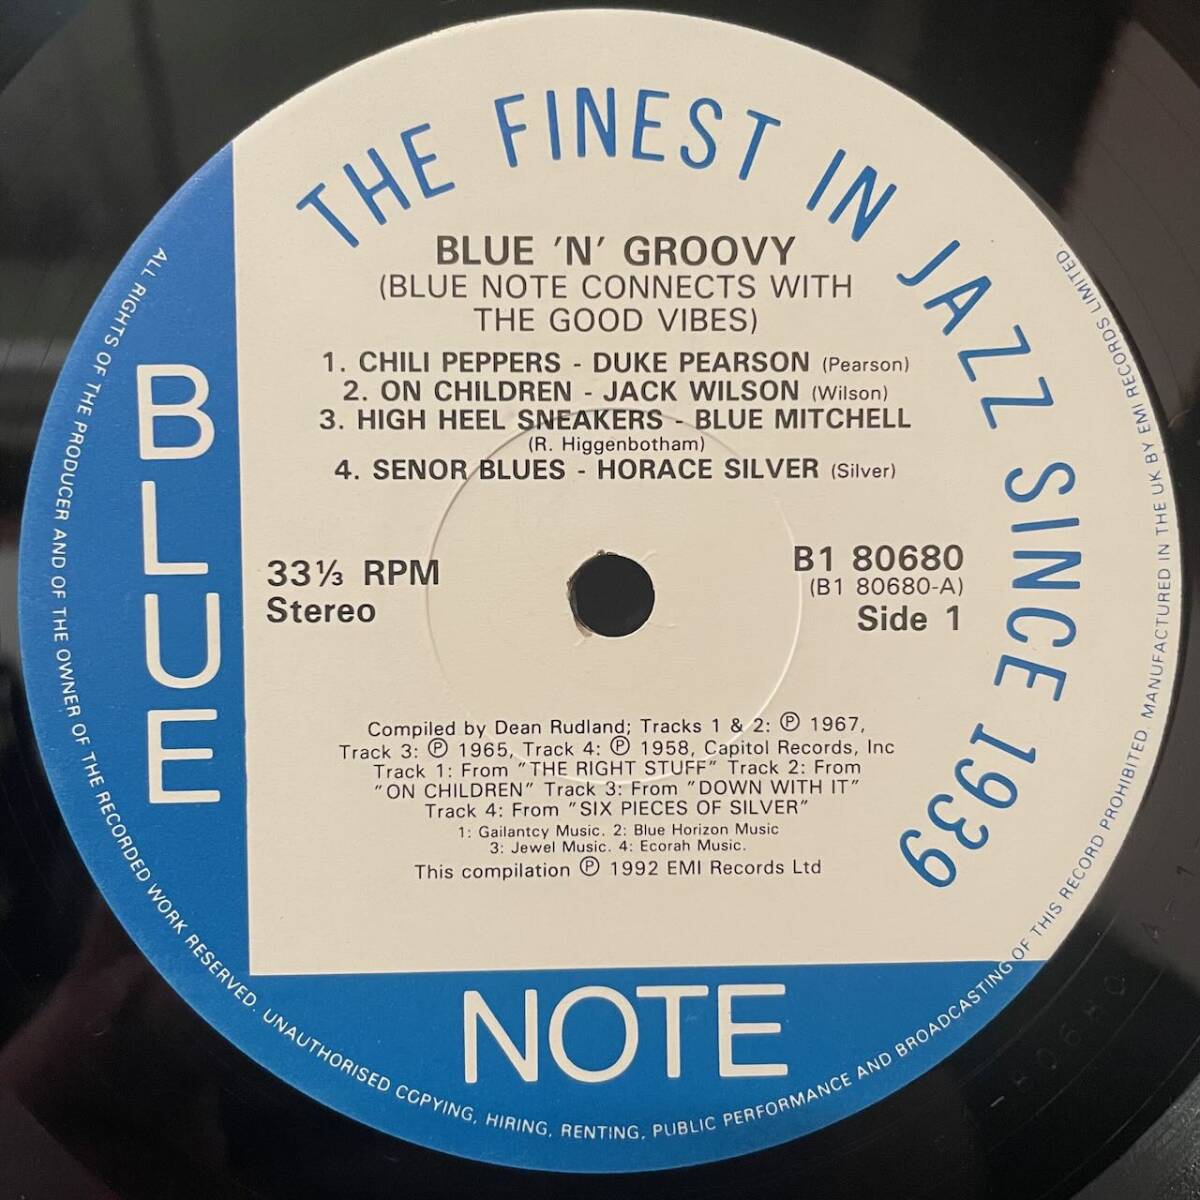 THE FINEST IN JAZZ SINCE 1939
BLUE 'N' GROOVY
(BLUE NOTE CONNECTS WITH
THE GOOD VIBES)
1. CHILI PEPPERS - DUKE PEARSON (Pearson)
2. ON CHILDREN - JACK WILSON (Wilson)
3. HIGH HEEL SNEAKERS - BLUE MITCHELL
(R. Higgenbotham)
4. SENOR BLUES - HORACE SILVER (Silver)
33⅓ RPM
Stereo
B1 80680
(B1 80680-A)
Side 1
Compiled by Dean Rudland; Tracks 1 & 2: ℗ 1967,
Track 3: ℗ 1965, Track 4: ℗ 1958, Capitol Records, Inc
Track 1: From "THE RIGHT STUFF" Track 2: From
"ON CHILDREN" Track 3: From "DOWN WITH IT"
Track 4: From "SIX PIECES OF SILVER"
1: Gailantcy Music. 2: Blue Horizon Music
3: Jewel Music. 4: Ecorah Music.
This compilation ℗ 1992 EMI Records Ltd
BLUE
NOTE
ALL RIGHTS OF THE PRODUCER AND OF THE OWNER OF THE RECORDED WORK RESERVED. UNAUTHORISED COPYING, HIRING, RENTING, PUBLIC PERFORMANCE AND BROADCASTING OF THIS RECORD PROHIBITED. MANUFACTURED IN THE UK BY EMI RECORDS LIMITED.